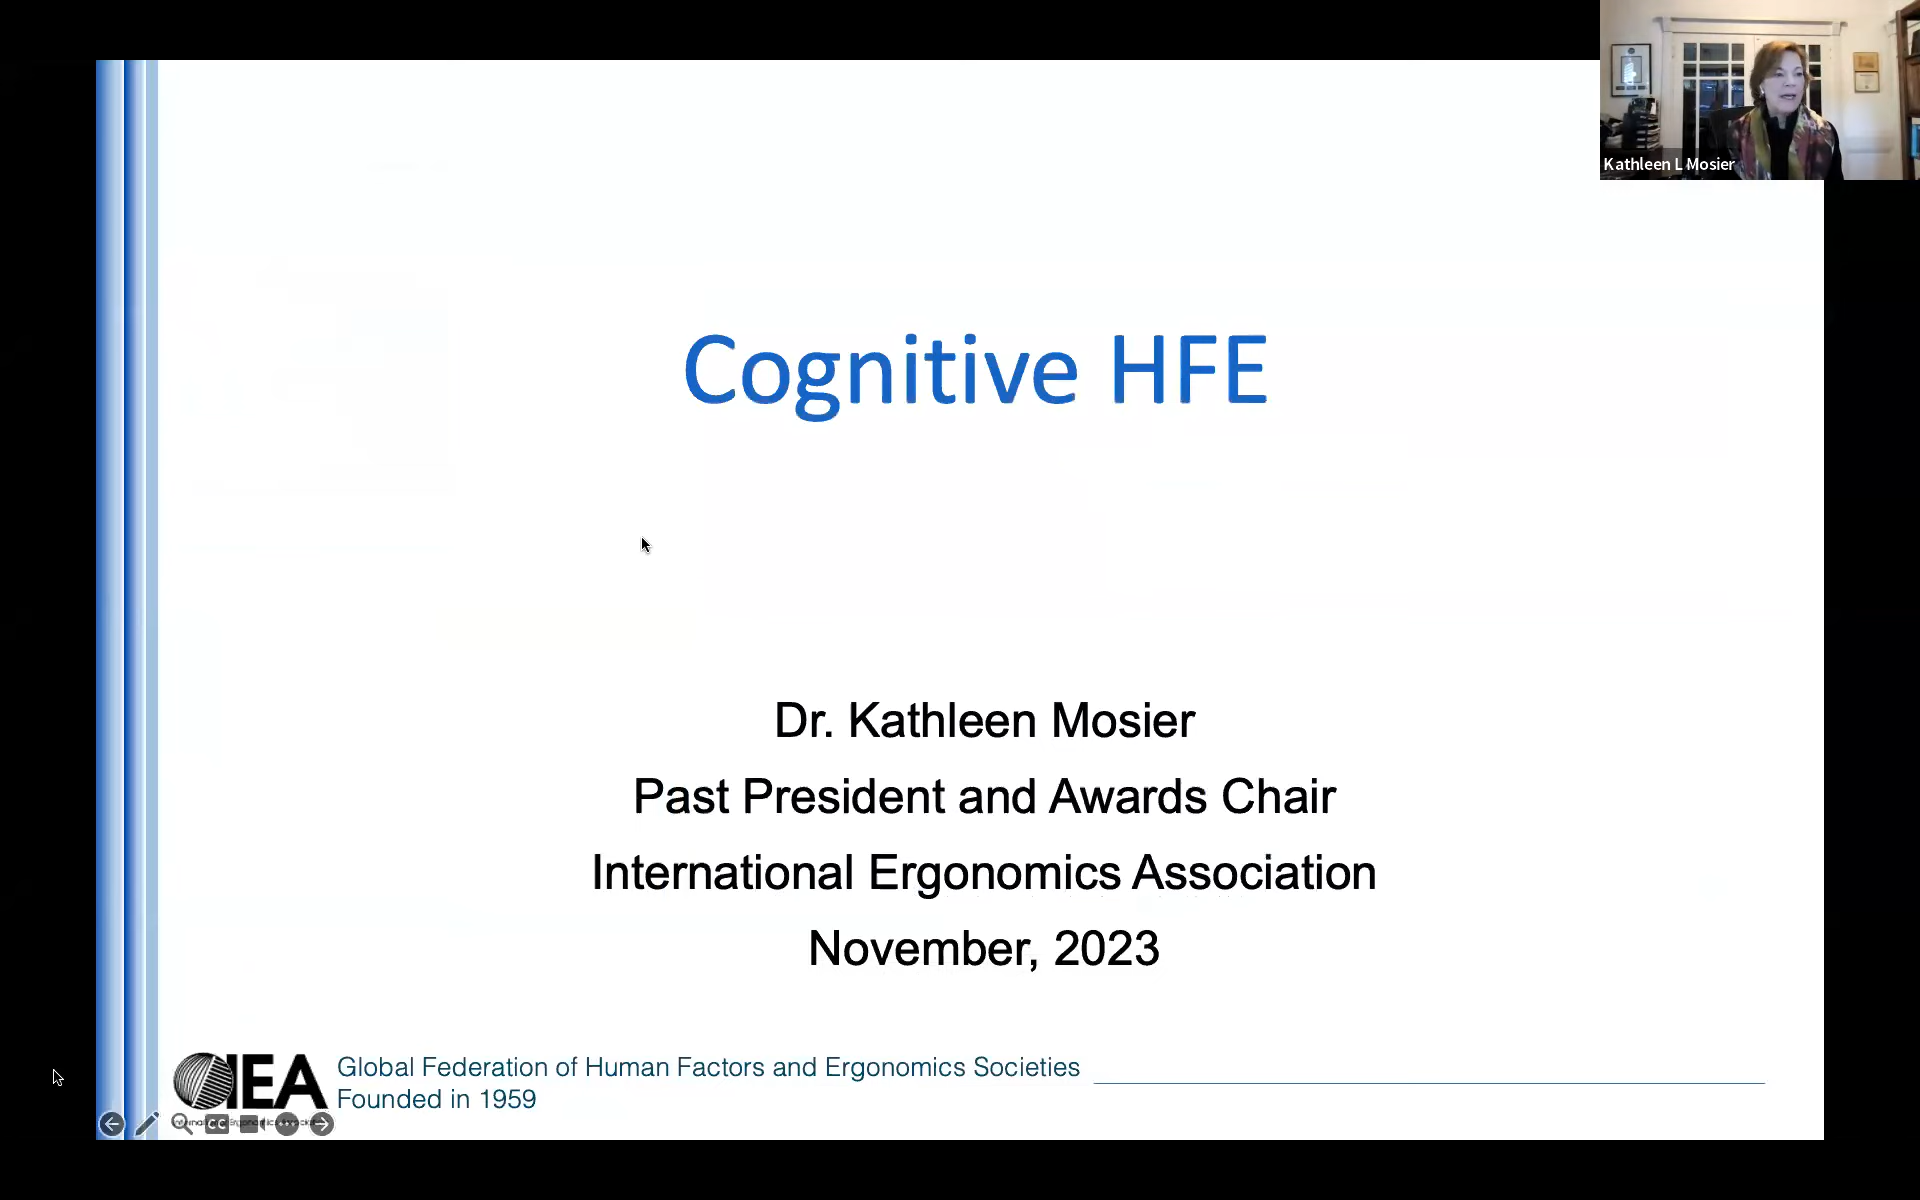 Kathleen L Mosier
Cognitive HFE
Dr. Kathleen Mosier
Past President and Awards Chair
International Ergonomics Association
November, 2023
IEA
Global Federation of Human Factors and Ergonomics Societies
Founded in 1959
CC